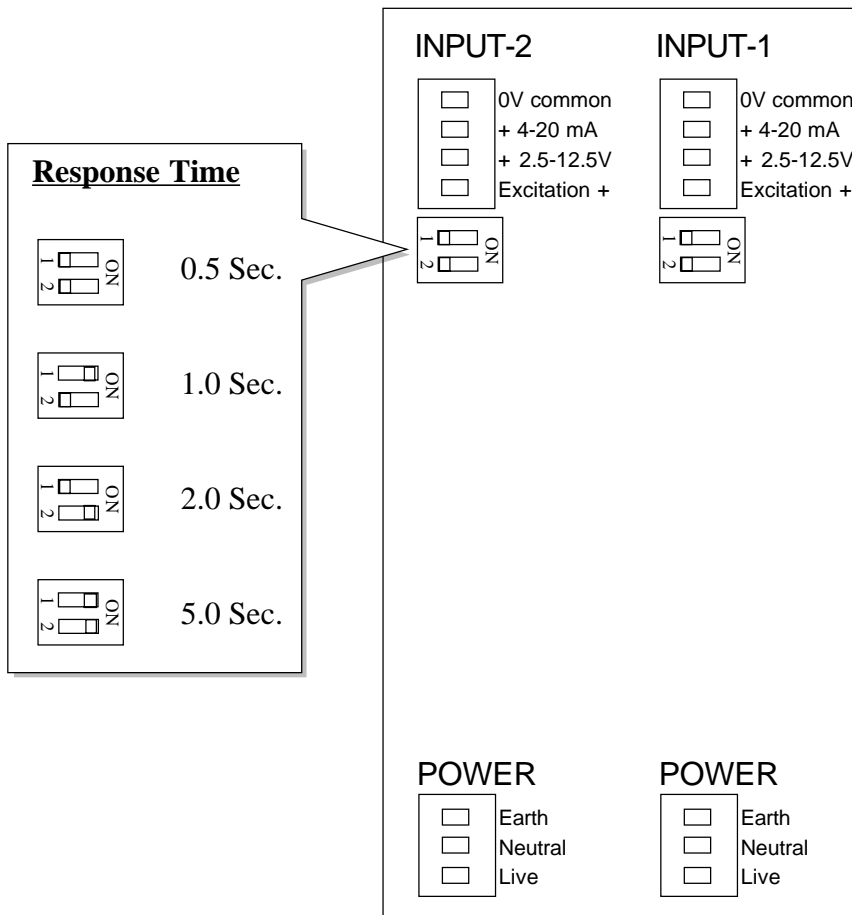 INPUT-2
0V common
+ 4-20 mA
+ 2.5-12.5V
Excitation +
1
2
ON
INPUT-1
0V common
+ 4-20 mA
+ 2.5-12.5V
Excitation +
1
2
ON
Response Time
1
2
ON
0.5 Sec.
1
2
ON
1.0 Sec.
1
2
ON
2.0 Sec.
1
2
ON
5.0 Sec.
POWER
Earth
Neutral
Live
POWER
Earth
Neutral
Live